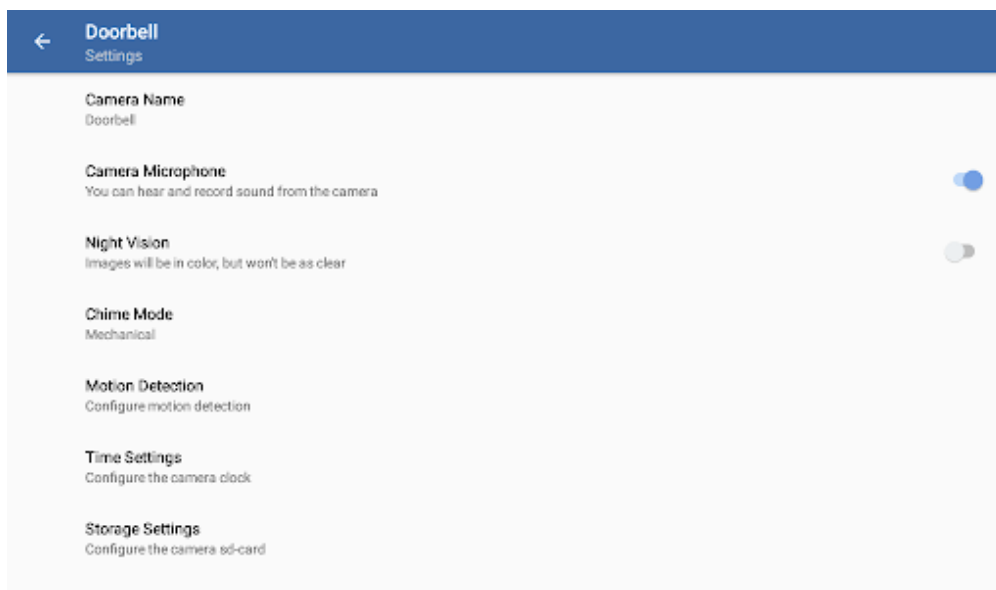 Doorbell
Settings
Camera Name
Doorbell
Camera Microphone
You can hear and record sound from the camera
Night Vision
Images will be in color, but won't be as clear
Chime Mode
Mechanical
Motion Detection
Configure motion detection
Time Settings
Configure the camera clock
Storage Settings
Configure the camera sd-card